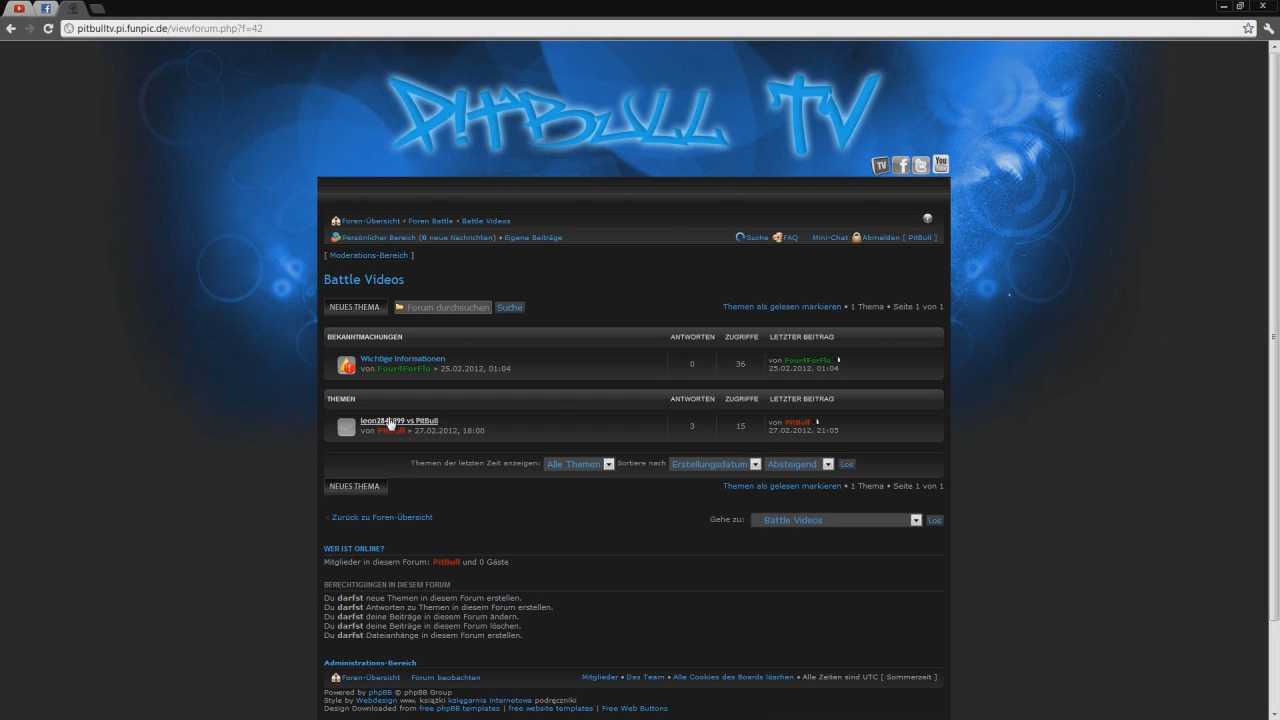 pitbulltv.pi.funpic.de/viewforum.php?f=42
PitBull TV
TV You
Foren-Übersicht ‹ Foren Battle ‹ Battle Videos
Persönlicher Bereich (0 neue Nachrichten) • Eigene Beiträge Suche FAQ Mini-Chat Abmelden [ PitBull ]
[ Moderations-Bereich ]
Battle Videos
NEUES THEMA Forum durchsuchen Suche Themen als gelesen markieren • 1 Thema • Seite 1 von 1
BEKANNTMACHUNGEN ANTWORTEN ZUGRIFFE LETZTER BEITRAG
Wichtige Informationen
von Four4ForFlo » 25.02.2012, 01:04 0 36 von Four4ForFlo
25.02.2012, 01:04
THEMEN ANTWORTEN ZUGRIFFE LETZTER BEITRAG
vs PitBull
von PitBull » 27.02.2012, 18:00 3 15 von PitBull
27.02.2012, 21:05
Themen der letzten Zeit anzeigen: Alle Themen Sortiere nach Erstellungsdatum Absteigend Los
NEUES THEMA Themen als gelesen markieren • 1 Thema • Seite 1 von 1
Zurück zu Foren-Übersicht Gehe zu: Battle Videos Los
WER IST ONLINE?
Mitglieder in diesem Forum: PitBull und 0 Gäste
BERECHTIGUNGEN IN DIESEM FORUM
Du darfst neue Themen in diesem Forum erstellen.
Du darfst Antworten zu Themen in diesem Forum erstellen.
Du darfst deine Beiträge in diesem Forum ändern.
Du darfst deine Beiträge in diesem Forum löschen.
Du darfst Dateianhänge in diesem Forum erstellen.
Administrations-Bereich
Foren-Übersicht Forum beobachten Mitglieder • Das Team • Alle Cookies des Boards löschen • Alle Zeiten sind UTC [ Sommerzeit ]
Powered by phpBB © phpBB Group
Style by Webdesign www, książki księgarnia internetowa podręczniki
Design Downloaded from free phpBB templates | free website templates | Free Web Buttons